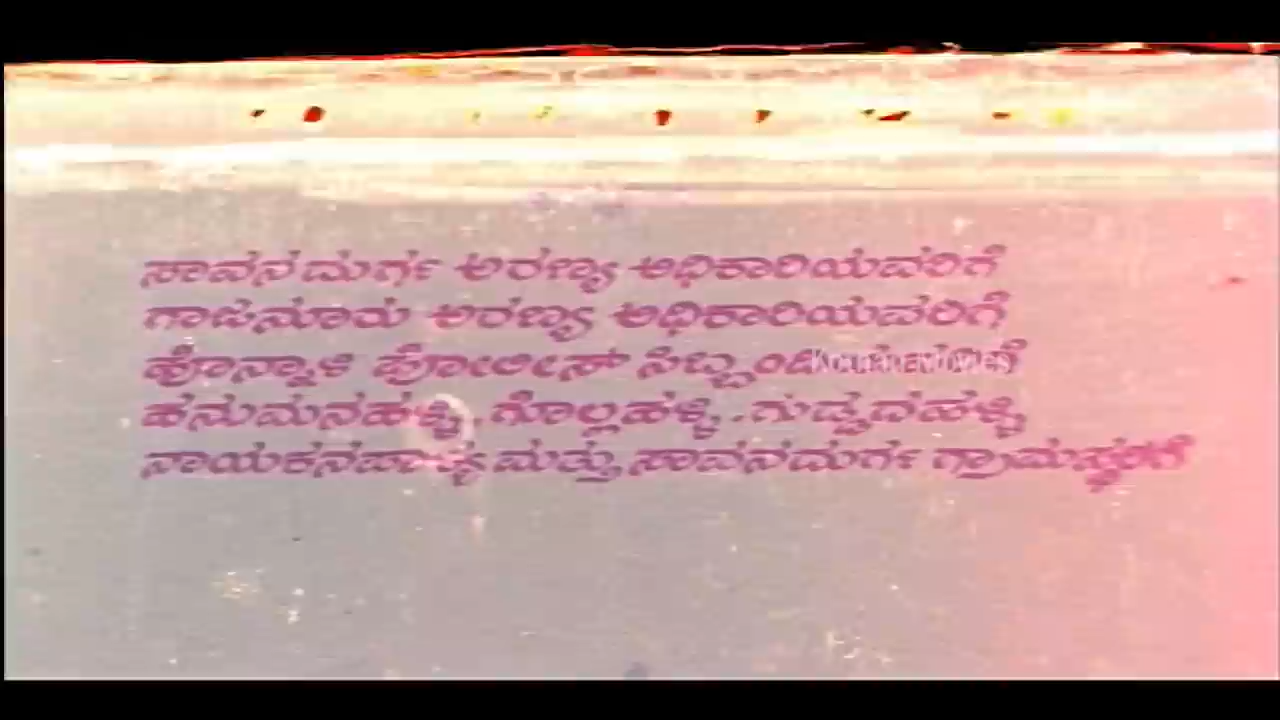 ಸಾವನದುರ್ಗ ಅರಣ್ಯ ಅಧಿಕಾರಿಯವರಿಗೆ
ಗಾಜನೂರು ಅರಣ್ಯ ಅಧಿಕಾರಿಯವರಿಗೆ
ಹೊನ್ನಾಳಿ ಪೋಲೀಸ್ ಸಿಬ್ಬಂದಿಯವರಿಗೆ
ಹನುಮನಹಳ್ಳಿ, ಗೊಲ್ಲಹಳ್ಳಿ, ಗುಡ್ಡದಹಳ್ಳಿ
ನಾಯಕನಪಾಳ್ಯ ಮತ್ತು ಸಾವನದುರ್ಗ ಗ್ರಾಮಸ್ಥರಿಗೆ